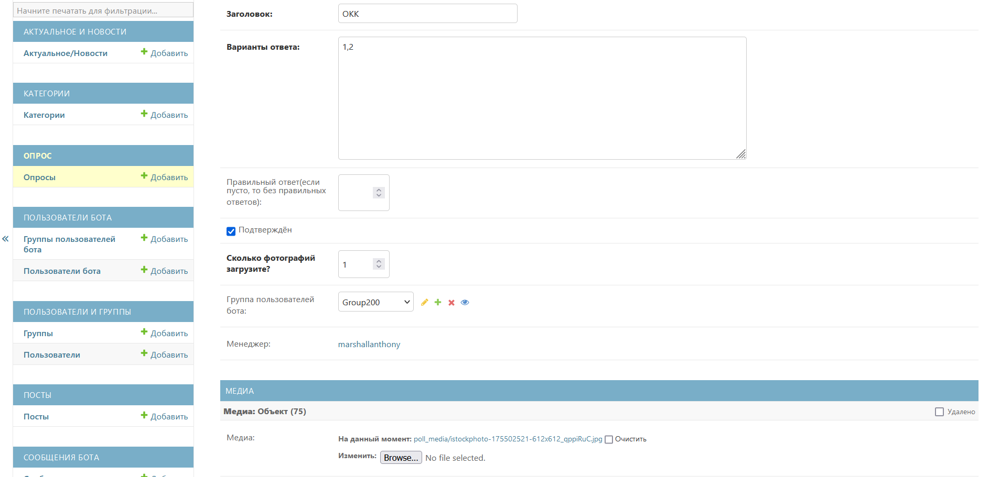 Начните печатать для фильтрации...
АКТУАЛЬНОЕ И НОВОСТИ
Актуальное/Новости Добавить
КАТЕГОРИИ
Категории Добавить
ОПРОС
Опросы Добавить
ПОЛЬЗОВАТЕЛИ БОТА
Группы пользователей Добавить
бота
Пользователи бота Добавить
ПОЛЬЗОВАТЕЛИ И ГРУППЫ
Группы Добавить
Пользователи Добавить
ПОСТЫ
Посты Добавить
СООБЩЕНИЯ БОТА
«
Заголовок: ОКК
Варианты ответа: 1,2
Правильный ответ(если
пусто, то без правильных
ответов):
Подтверждён
Сколько фотографий
загрузите? 1
Группа пользователей
бота: Group200
Менеджер: marshallanthony
МЕДИА
Медиа: Объект (75) Удалено
Медиа: На данный момент: poll_media/istockphoto-175502521-612x612_qppiRuC.jpg Очистить
Изменить: Browse... No file selected.